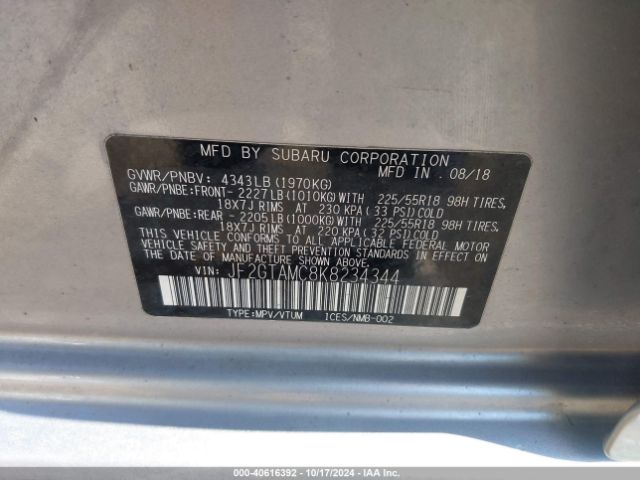 MFD BY SUBARU CORPORATION
GVWR/PNBV: 4343LB (1970KG) MFD IN 08/18
GAWR/PNBE:FRONT-2227LB (1010KG) WITH 225/55R18 98H TIRES,
18X7J RIMS AT 230 KPA (33 PSI) COLD
GAWR/PNBE:REAR -2205LB (1000KG) WITH 225/55R18 98H TIRES,
18X7J RIMS AT 220 KPA (32 PSI) COLD
THIS VEHICLE CONFORMS TO ALL APPLICABLE FEDERAL MOTOR
VEHICLE SAFETY AND THEFT PREVENTION STANDARDS IN EFFECT ON
THE DATE OF MANUFACTURE SHOWN ABOVE.
VIN: JF2GTAMC8K8234344
TYPE:MPV/VTUM ICES/NMB-002
000-40616392 - 10/17/2024 - IAAI.COM